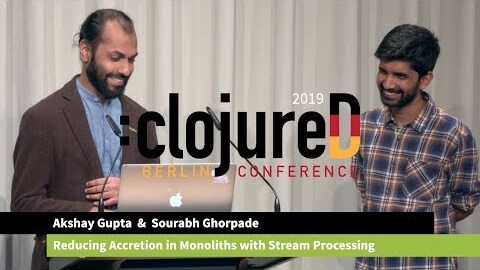 2019
:clojureD
BERLIN CONFERENCE
Akshay Gupta & Sourabh Ghorpade
Reducing Accretion in Monoliths with Stream Processing